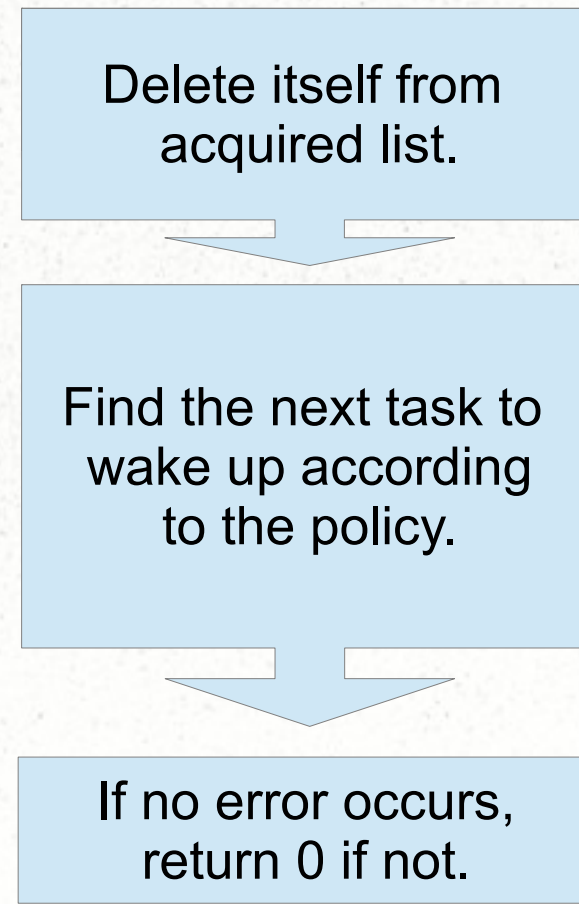 Delete itself from
acquired list.
Find the next task to
wake up according
to the policy.
If no error occurs,
return 0 if not.